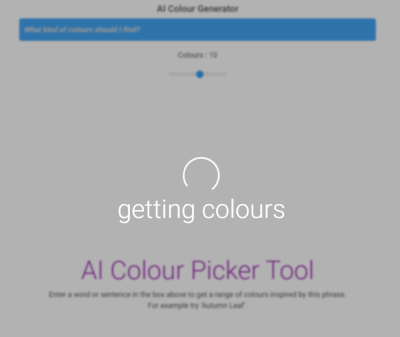 AI Colour Generator
What kind of colours should I find?
Colours : 10
getting colours
AI Colour Picker Tool
Enter a word or sentence in the box above to get a range of colours inspired by this phrase.
For example try 'Autumn Leaf'.